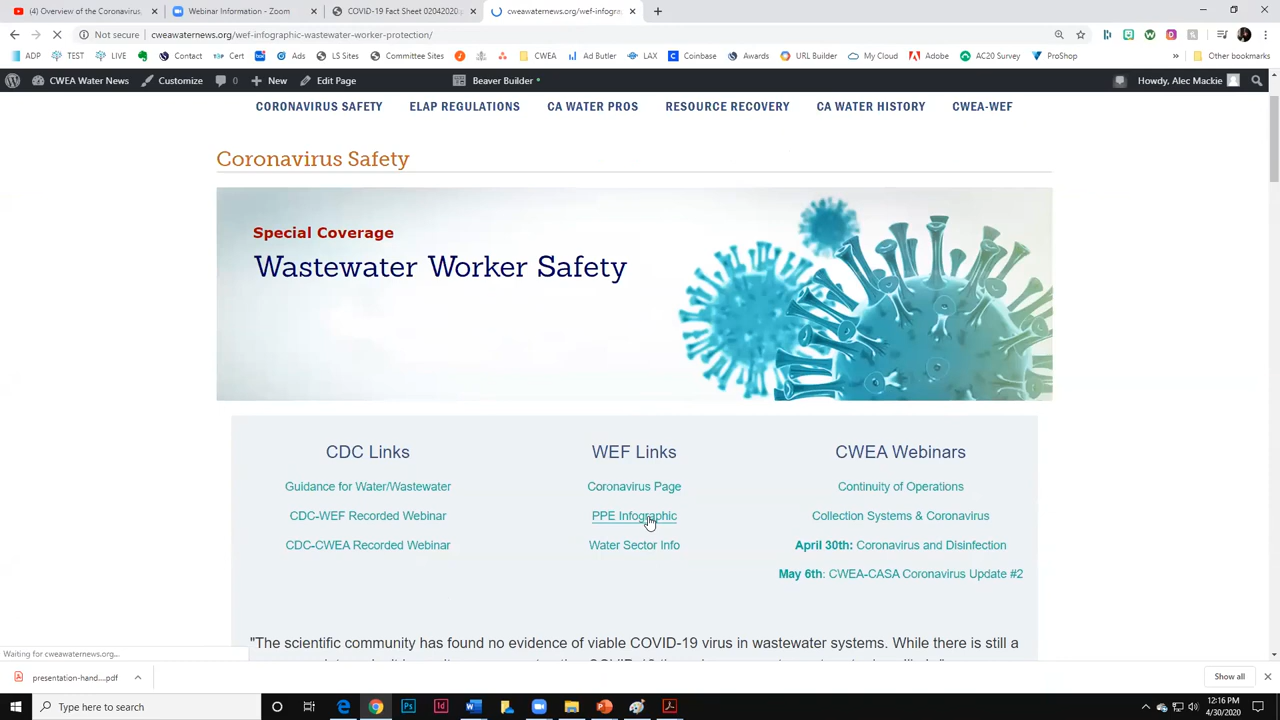 (4) Overview of the Coronavirus
Webinar Information - Zoom
COVID-19 Fact Sheet 02042020.p
cweawaternews.org/wef-infogra
Not secure | cweawaternews.org/wef-infographic-wastewater-worker-protection/
ADP TEST LIVE Contact Cert Ads LS Sites Committee Sites CWEA Ad Butler LAX Coinbase Awards URL Builder My Cloud Adobe AC20 Survey ProShop » Other bookmarks
CWEA Water News Customize 0 New Edit Page Beaver Builder Howdy, Alec Mackie
CORONAVIRUS SAFETY ELAP REGULATIONS CA WATER PROS RESOURCE RECOVERY CA WATER HISTORY CWEA-WEF
Coronavirus Safety
Special Coverage
Wastewater Worker Safety
CDC Links
Guidance for Water/Wastewater
CDC-WEF Recorded Webinar
CDC-CWEA Recorded Webinar
WEF Links
Coronavirus Page
PPE Infographic
Water Sector Info
CWEA Webinars
Continuity of Operations
Collection Systems & Coronavirus
April 30th: Coronavirus and Disinfection
May 6th: CWEA-CASA Coronavirus Update #2
"The scientific community has found no evidence of viable COVID-19 virus in wastewater systems. While there is still a
Waiting for cweawaternews.org...
presentation-hand....pdf
Show all
Type here to search
12:16 PM
4/30/2020